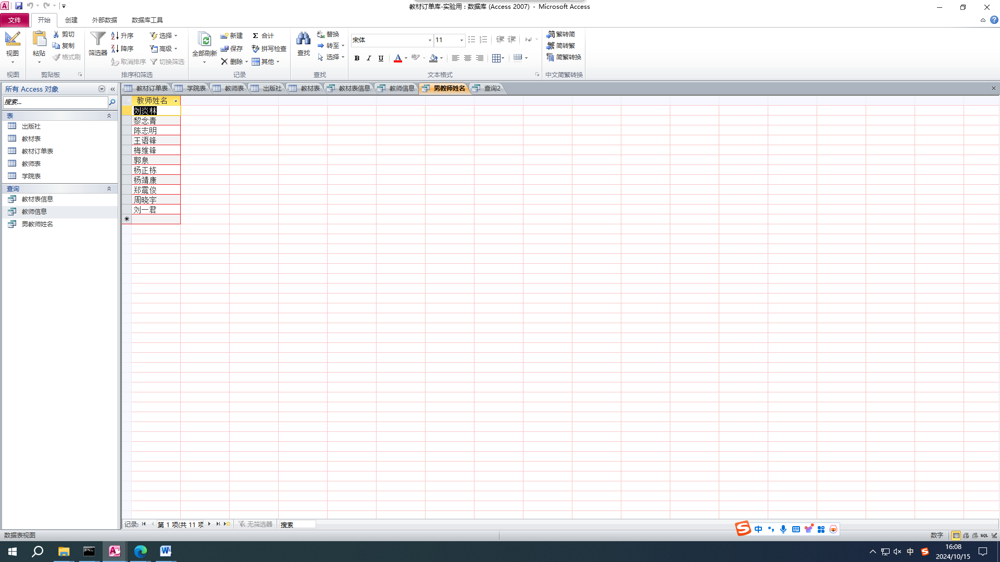 教材订单库-实验用 : 数据库 (Access 2007) - Microsoft Access
文件 开始 创建 外部数据 数据库工具
视图
视图
粘贴
剪切
复制
格式刷
剪贴板
筛选器
升序
降序
取消排序
选择
高级
切换筛选
排序和筛选
全部刷新
新建
保存
删除
合计
拼写检查
其他
记录
查找
替换
转至
选择
查找
宋体 11
B I U A
文本格式
繁转简
简转繁
简繁转换
中文简繁转换
所有 Access 对象
搜索...
表
出版社
教材表
教材订单表
教师表
学院表
查询
教材表信息
教师信息
男教师姓名
教材订单表 学院表 教师表 出版社 教材表 教材表信息 教师信息 男教师姓名 查询2
教师姓名
刘炎林
黎念青
陈志明
王语锋
梅维锋
郭泉
杨正栋
杨靖康
郑震俊
周晓宇
刘一君
记录: 第 1 项(共 11 项 无筛选器 搜索
数据表视图
中
数字 SQL
中
16:08
2024/10/15